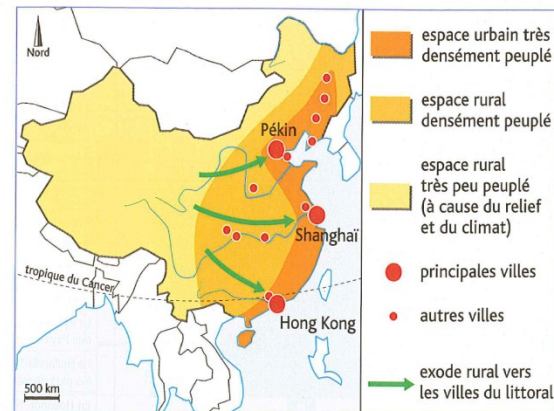 Nord
Pékin
Shanghaï
tropique du Cancer
Hong Kong
500 km
espace urbain très
densément peuplé
espace rural
densément peuplé
espace rural
très peu peuplé
(à cause du relief
et du climat)
principales villes
autres villes
exode rural vers
les villes du littoral